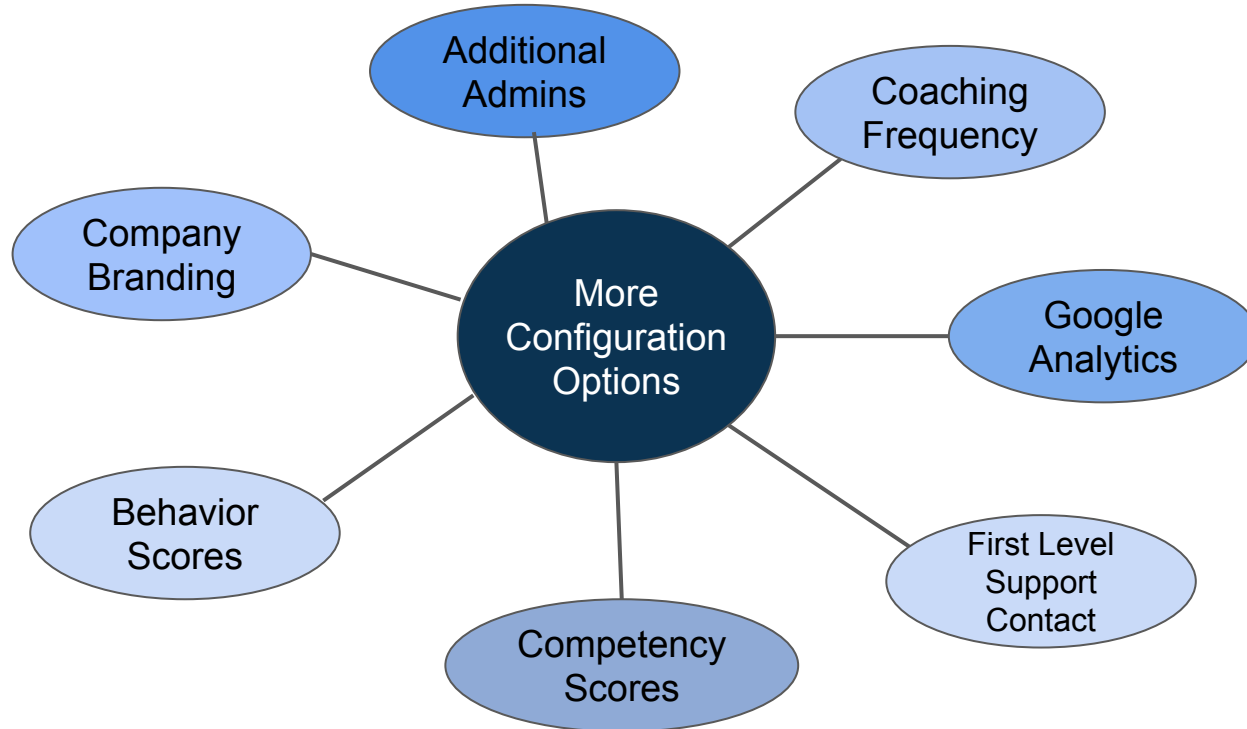 Additional
Admins
Coaching
Frequency
Company
Branding
More
Configuration
Options
Google
Analytics
Behavior
Scores
First Level
Support
Contact
Competency
Scores